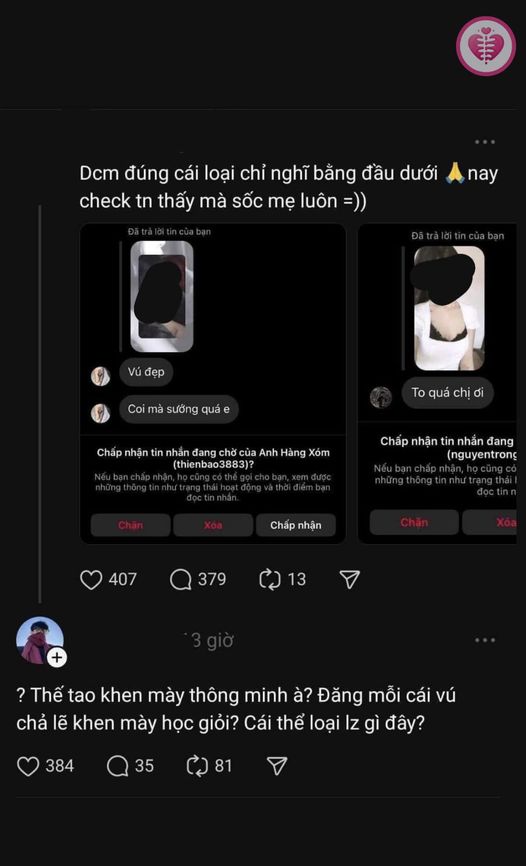 Dcm đúng cái loại chỉ nghĩ bằng đầu dưới 🙏nay
check tn thấy mà sốc mẹ luôn =))
Đã trả lời tin của bạn
Vú đẹp
Coi mà sướng quá e
Chấp nhận tin nhắn đang chờ của Anh Hàng Xóm
(thienbao3883)?
Nếu bạn chấp nhận, họ cũng có thể gọi cho bạn, xem được
những thông tin như trạng thái hoạt động và thời điểm bạn
đọc tin nhắn.
Chặn
Xóa
Chấp nhận
Đã trả lời tin của bạn
To quá chị ơi
Chấp nhận tin nhắn đang
(nguyentrong
Nếu bạn chấp nhận, họ cũng có
những thông tin như trạng thái
đọc tin n
Chặn
Xóa
407 379 13
3 giờ
? Thế tao khen mày thông minh à? Đăng mỗi cái vú
chả lẽ khen mày học giỏi? Cái thể loại lz gì đây?
384 35 81